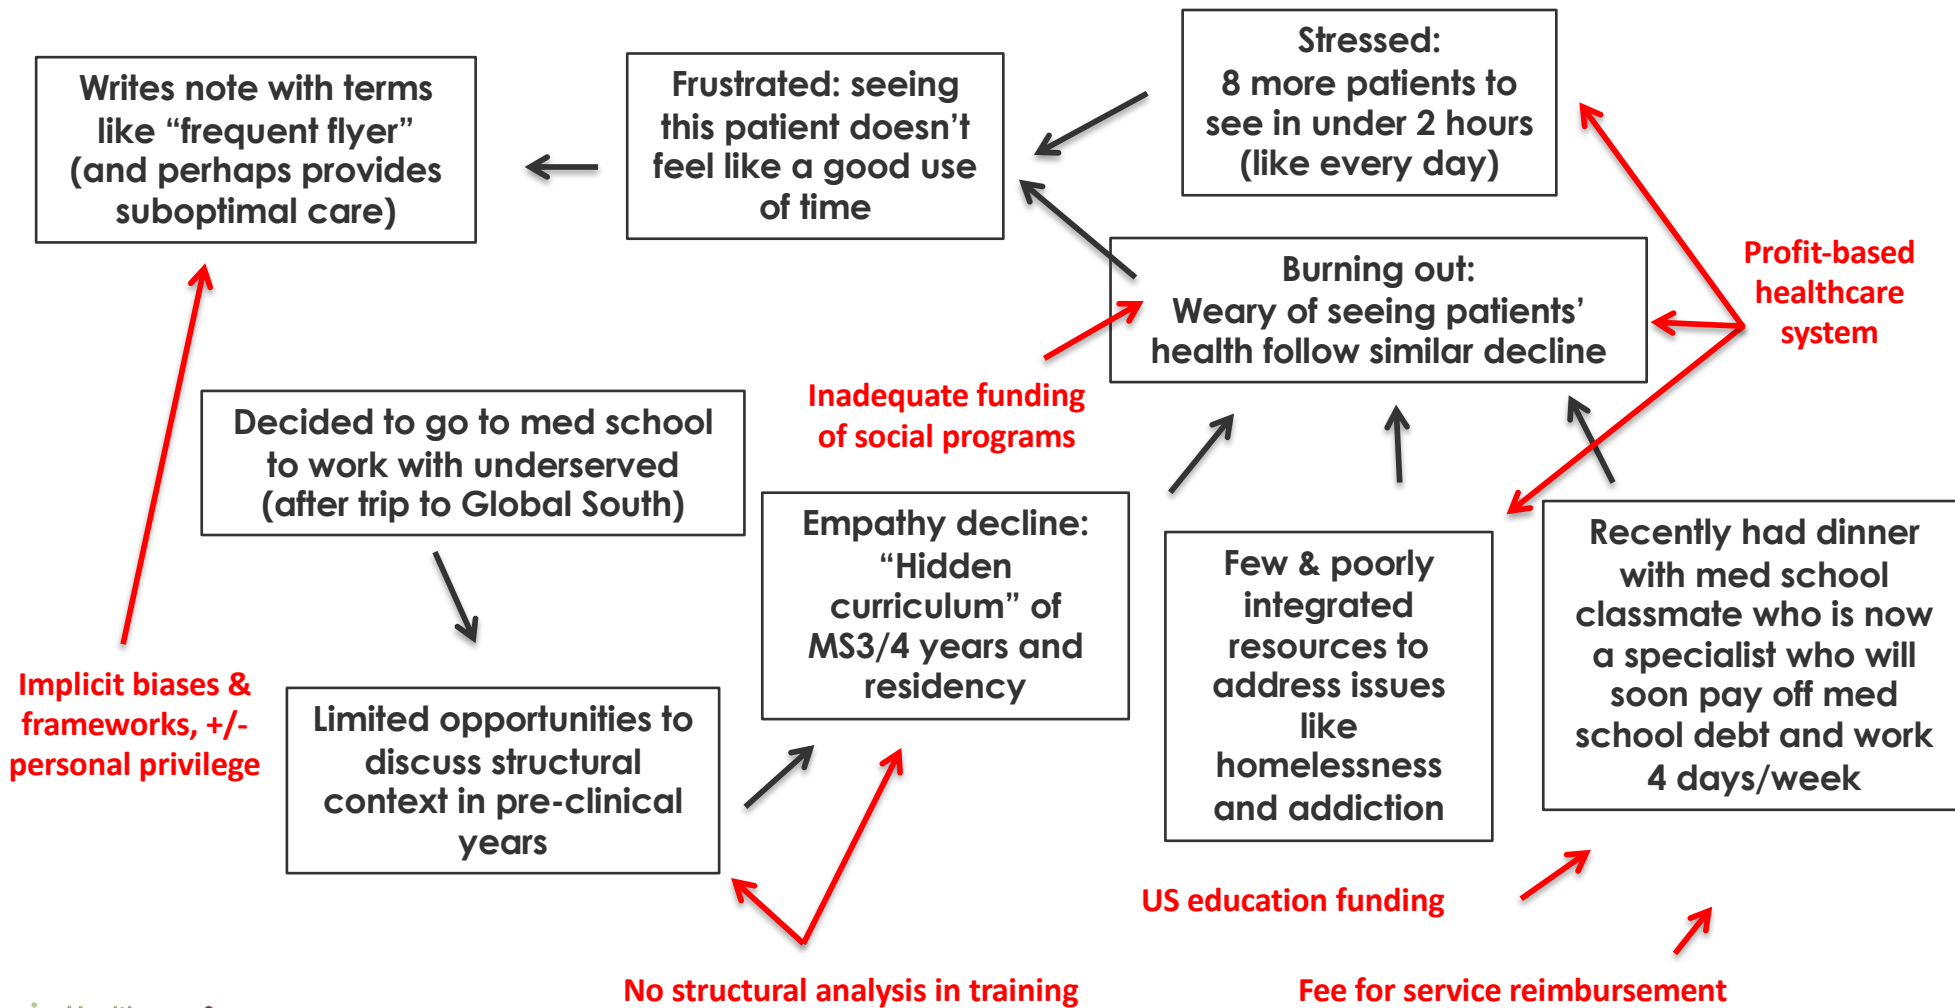 Writes note with terms
like “frequent flyer”
(and perhaps provides
suboptimal care)
Frustrated: seeing
this patient doesn’t
feel like a good use
of time
Stressed:
8 more patients to
see in under 2 hours
(like every day)
Burning out:
Weary of seeing patients’
health follow similar decline
Profit-based
healthcare
system
Inadequate funding
of social programs
Decided to go to med school
to work with underserved
(after trip to Global South)
Empathy decline:
“Hidden
curriculum” of
MS3/4 years and
residency
Few & poorly
integrated
resources to
address issues
like
homelessness
and addiction
Recently had dinner
with med school
classmate who is now
a specialist who will
soon pay off med
school debt and work
4 days/week
Implicit biases &
frameworks, +/-
personal privilege
Limited opportunities to
discuss structural
context in pre-clinical
years
US education funding
No structural analysis in training
Fee for service reimbursement